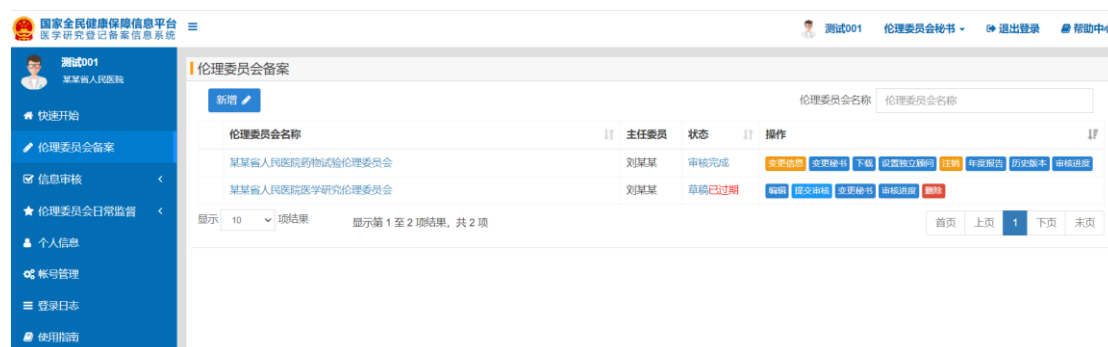 国家全民健康保障信息平台
医学研究登记备案信息系统
测试001 伦理委员会秘书 退出登录 帮助中心
测试001
某某省人民医院
快速开始
伦理委员会备案
信息审核
伦理委员会日常监督
个人信息
帐号管理
登录日志
使用指南
伦理委员会备案
新增 伦理委员会名称 伦理委员会名称
伦理委员会名称 主任委员 状态 操作
某某省人民医院药物试验伦理委员会 刘某某 审核完成 变更信息 变更秘书 下载 设置独立顾问 注销 年度报告 历史版本 审核进度
某某省人民医院医学研究伦理委员会 刘某某 草稿已过期 编辑 提交审核 变更秘书 审核进度 删除
显示 10 项结果 显示第 1 至 2 项结果，共 2 项 首页 上页 1 下页 末页